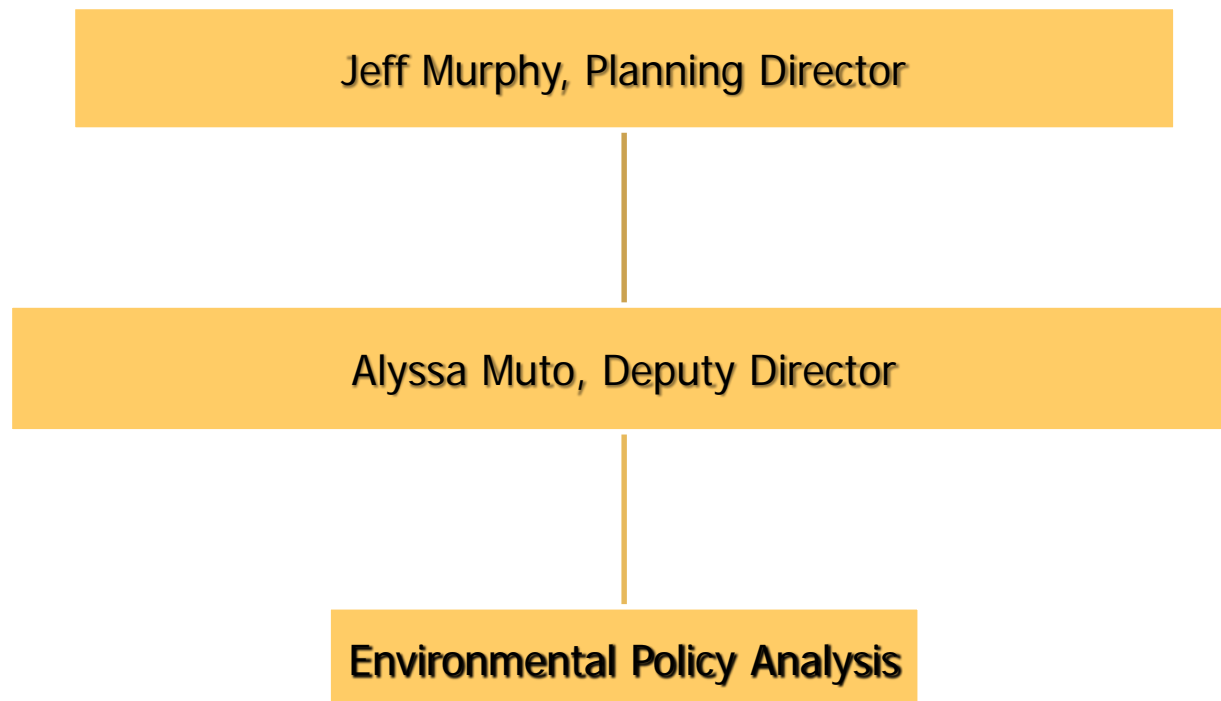 Jeff Murphy, Planning Director
Alyssa Muto, Deputy Director
Environmental Policy Analysis